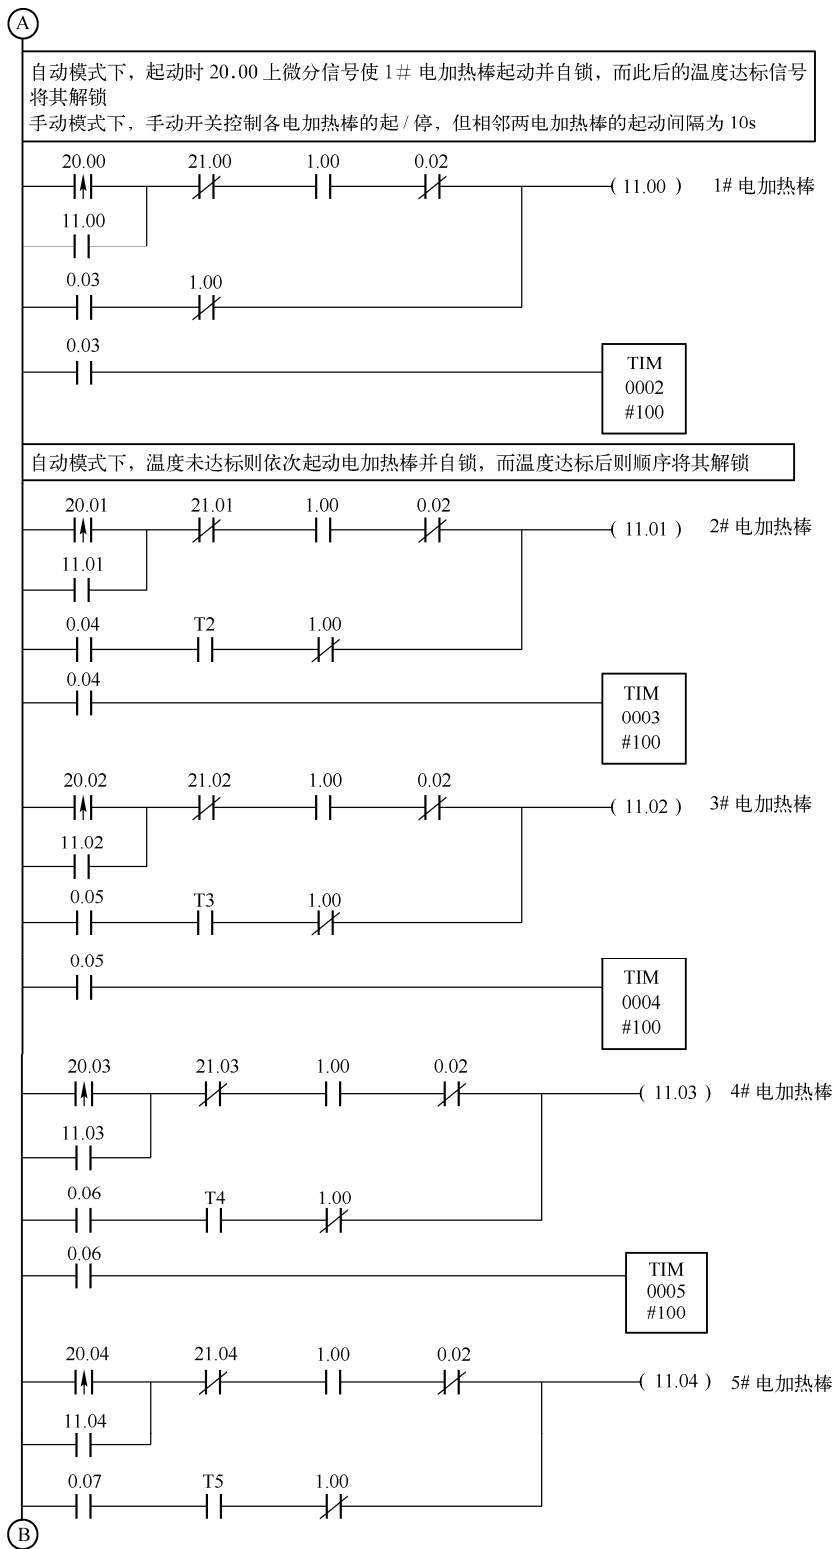 A
自动模式下，起动时 20.00 上微分信号使 1# 电加热棒起动并自锁，而此后的温度达标信号
将其解锁
手动模式下，手动开关控制各电加热棒的起/停，但相邻两电加热棒的起动间隔为 10s
20.00 21.00 1.00 0.02
( 11.00 ) 1# 电加热棒
11.00
0.03 1.00
0.03
TIM
0002
#100
自动模式下，温度未达标则依次起动电加热棒并自锁，而温度达标后则顺序将其解锁
20.01 21.01 1.00 0.02
( 11.01 ) 2# 电加热棒
11.01
0.04 T2 1.00
0.04
TIM
0003
#100
20.02 21.02 1.00 0.02
( 11.02 ) 3# 电加热棒
11.02
0.05 T3 1.00
0.05
TIM
0004
#100
20.03 21.03 1.00 0.02
( 11.03 ) 4# 电加热棒
11.03
0.06 T4 1.00
0.06
TIM
0005
#100
20.04 21.04 1.00 0.02
( 11.04 ) 5# 电加热棒
11.04
0.07 T5 1.00
B